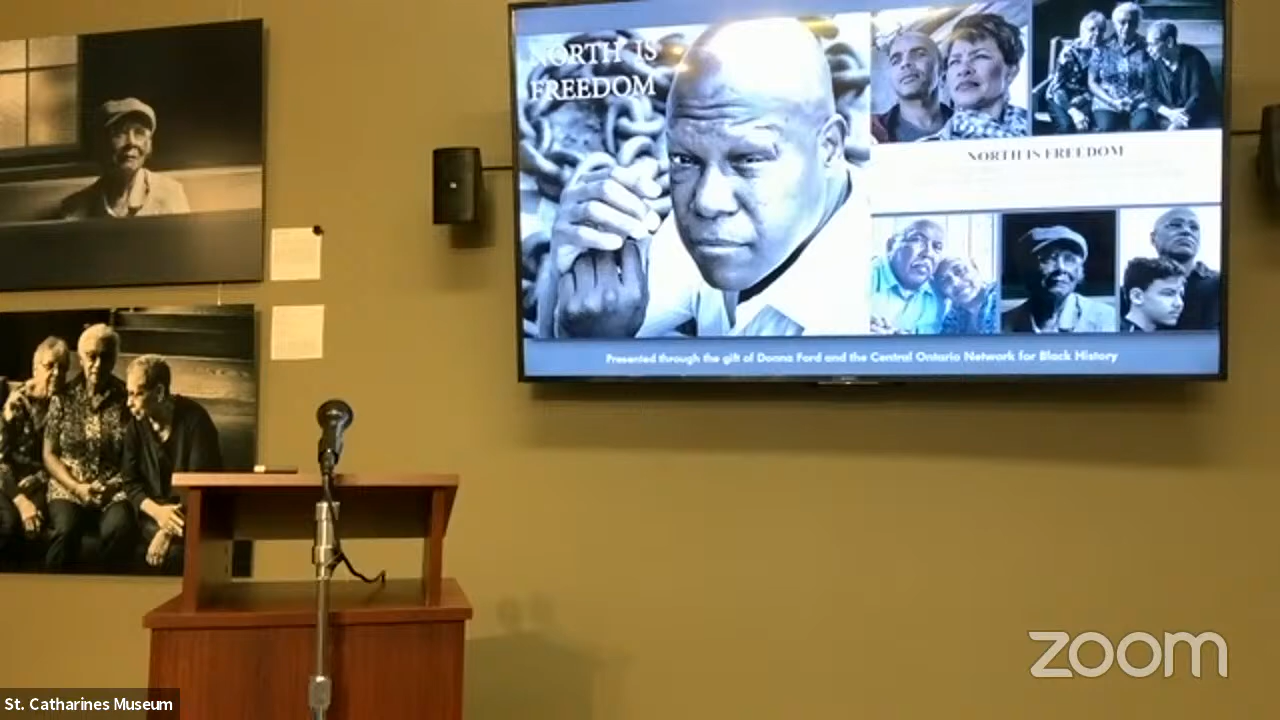 NORTH IS
FREEDOM
NORTH IS FREEDOM
Presented through the gift of Donna Ford and the Central Ontario Network for Black History
zoom
St. Catharines Museum